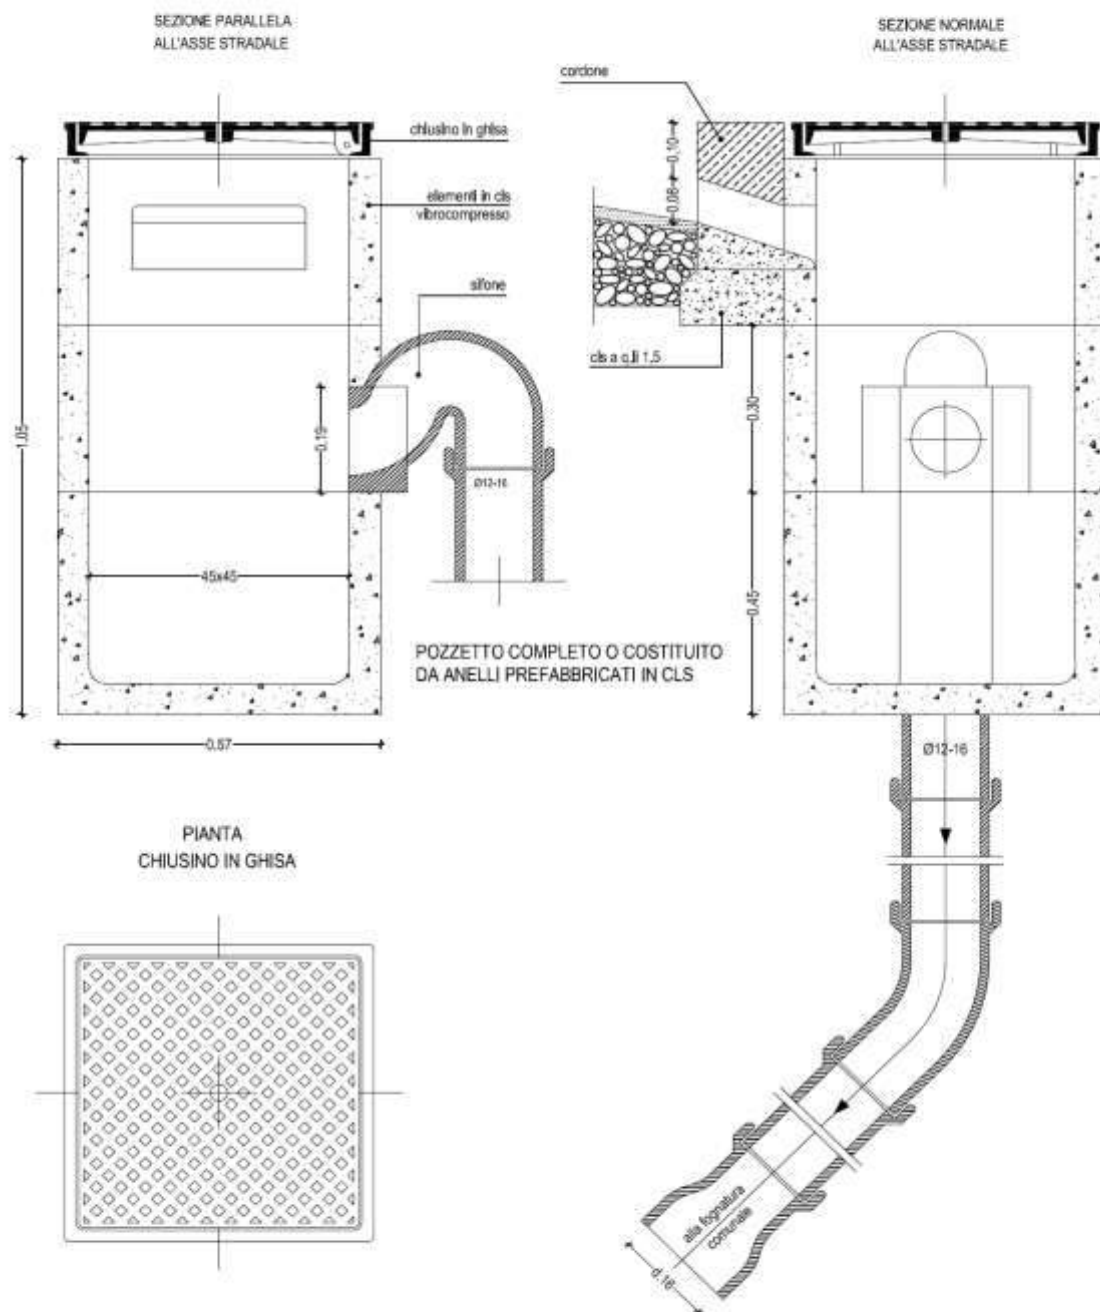 SEZIONE PARALLELA
ALL'ASSE STRADALE
SEZIONE NORMALE
ALL'ASSE STRADALE
cordone
chiusino in ghisa
0.10
0.08
elementi in cls
vibrocompresso
sifone
cls a q.li 1,5
1.05
0.19
0.30
Ø12-16
45x45
0.45
POZZETTO COMPLETO O COSTITUITO
DA ANELLI PREFABBRICATI IN CLS
0.57
Ø12-16
PIANTA
CHIUSINO IN GHISA
alla fognatura
comunale
d.16